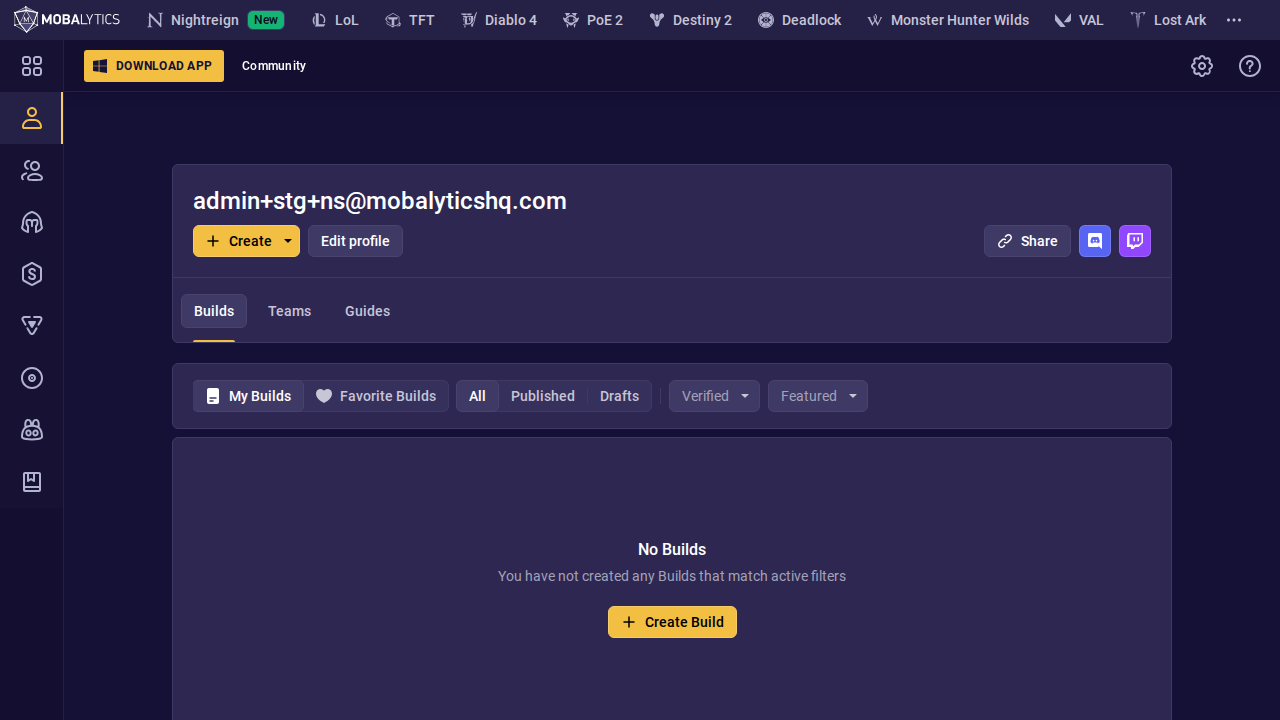 MOBALYTICS Nightreign New LoL TFT Diablo 4 PoE 2 Destiny 2 Deadlock Monster Hunter Wilds VAL Lost Ark
DOWNLOAD APP Community
admin+stg+ns@mobalyticshq.com
Create Edit profile Share
Builds Teams Guides
My Builds Favorite Builds All Published Drafts Verified Featured
No Builds
You have not created any Builds that match active filters
Create Build